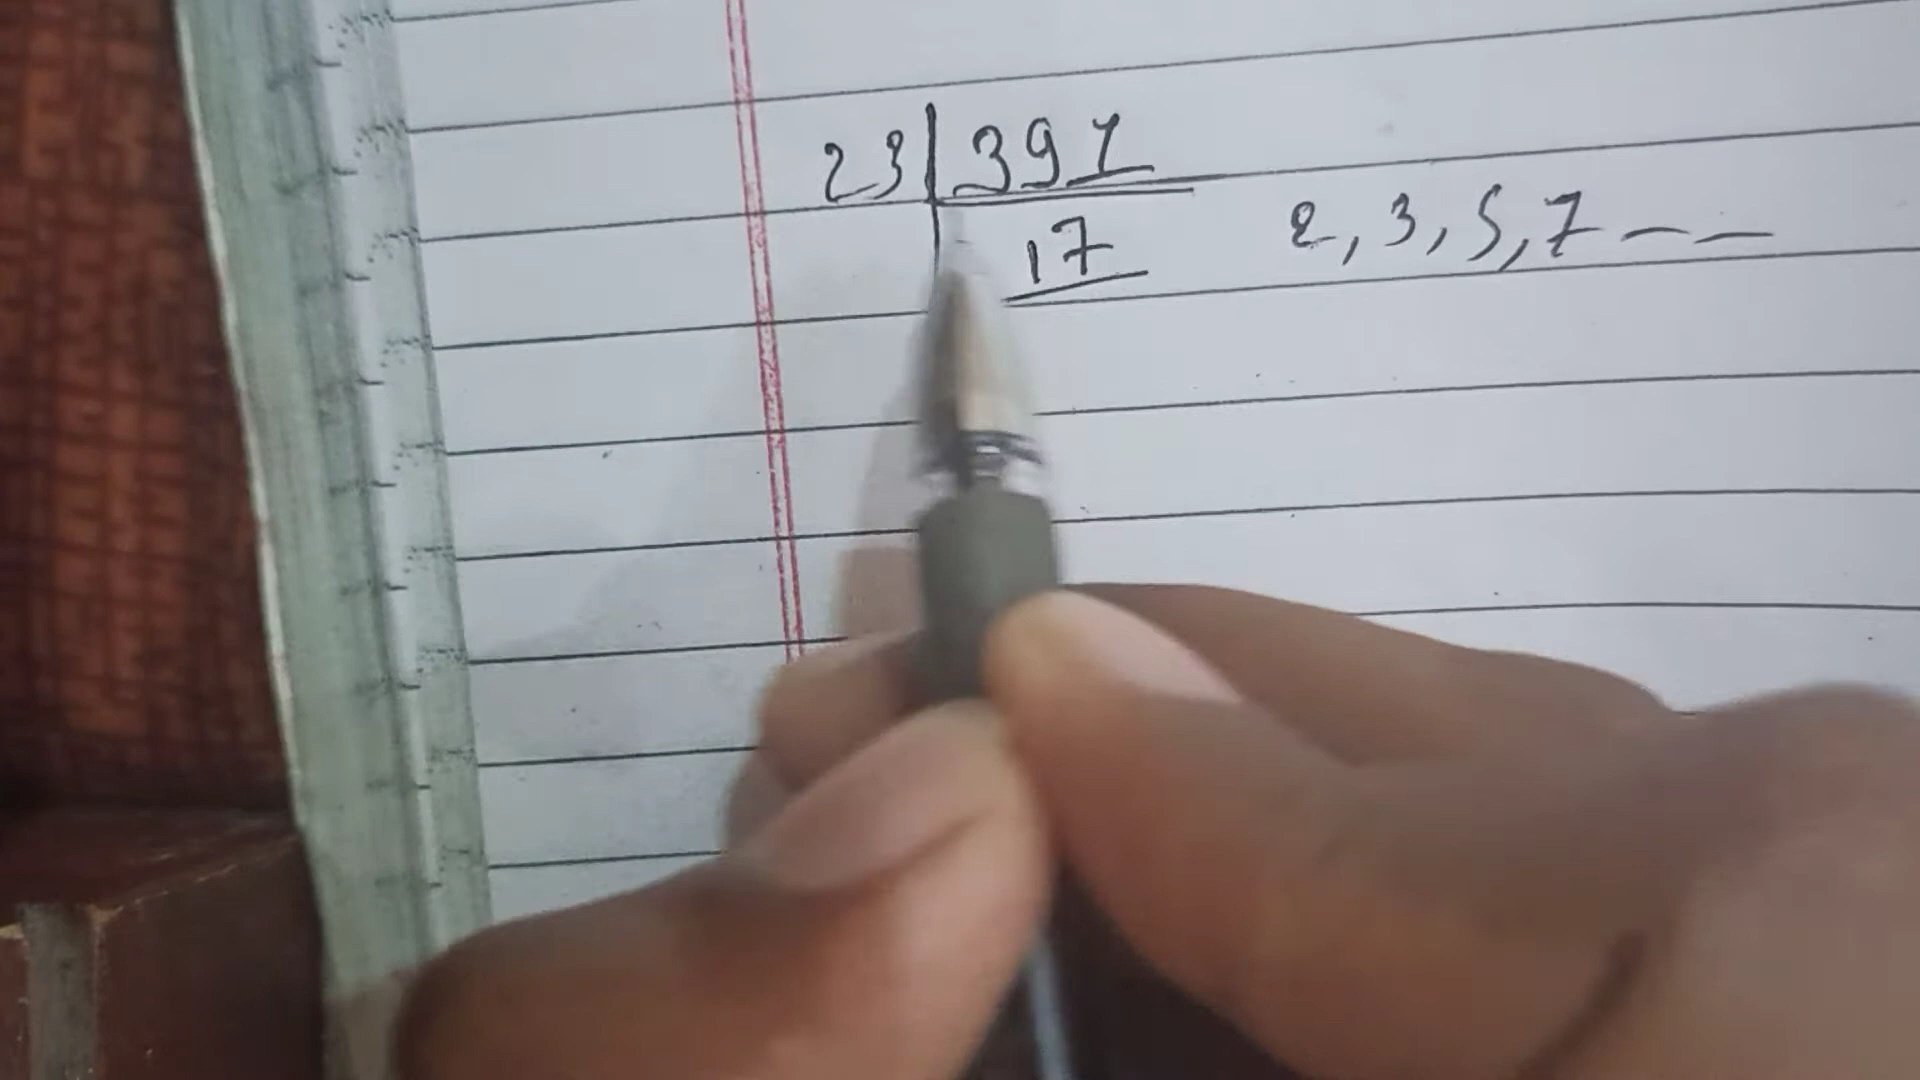 23 | 391
17
2, 3, 5, 7 — —